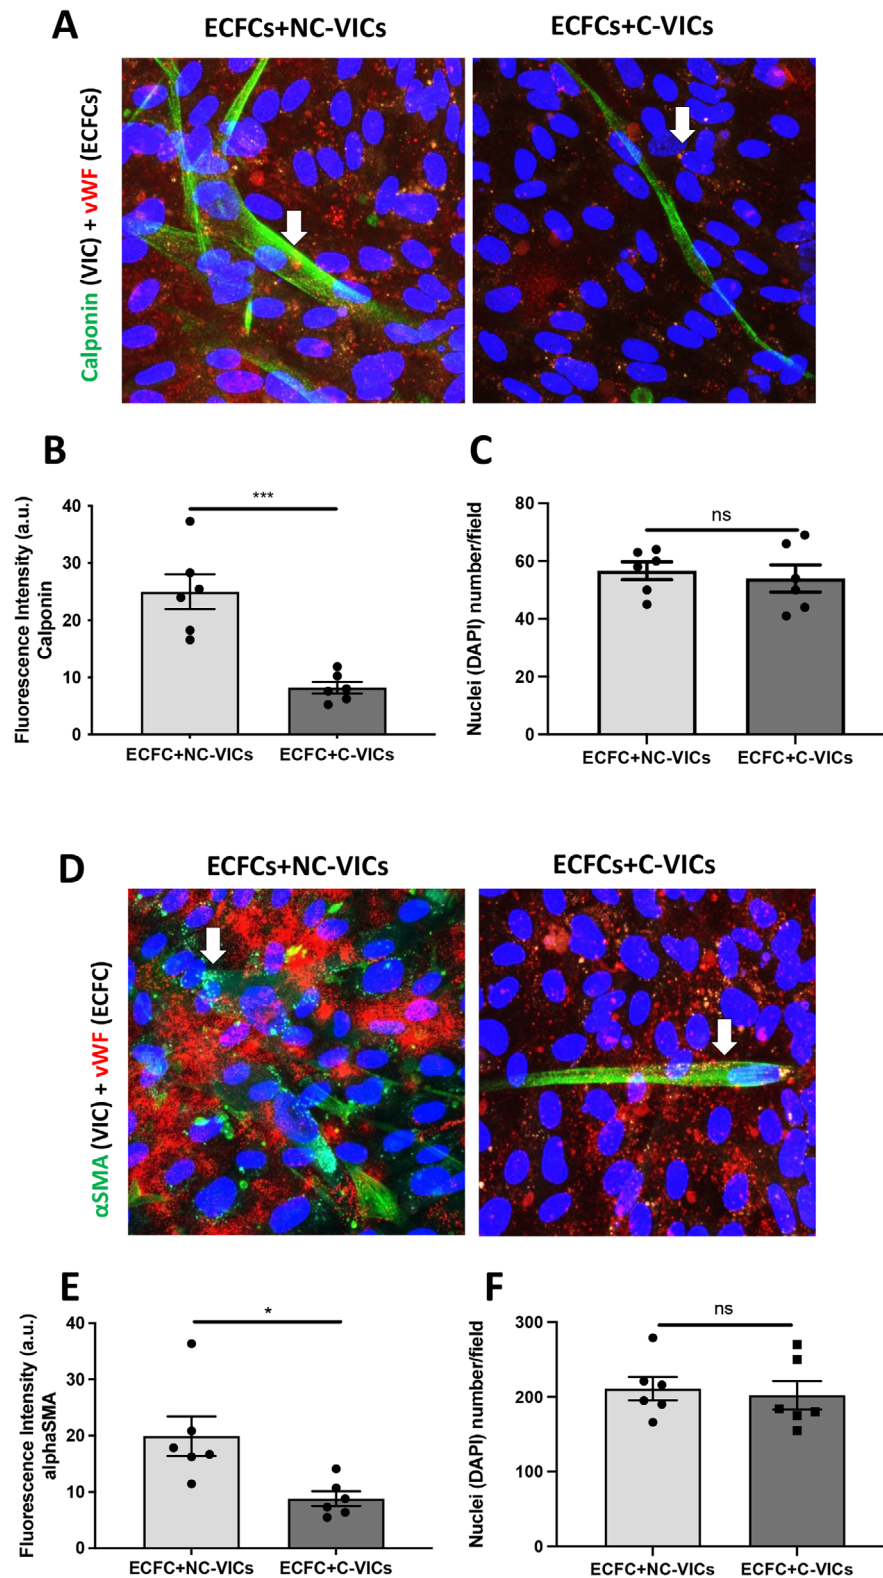 A
ECFCs+NC-VICs
ECFCs+C-VICs
Calponin (VIC) + vWF (ECFCs)
B
Fluorescence Intensity (a.u.)
Calponin
40
30
20
10
0
***
ECFC+NC-VICs
ECFC+C-VICs
C
Nuclei (DAPI) number/field
80
60
40
20
0
ns
ECFC+NC-VICs
ECFC+C-VICs
D
ECFCs+NC-VICs
ECFCs+C-VICs
αSMA (VIC) + vWF (ECFC)
E
Fluorescence Intensity (a.u.)
alphaSMA
40
30
20
10
0
*
ECFC+NC-VICs
ECFC+C-VICs
F
Nuclei (DAPI) number/field
300
200
100
0
ns
ECFC+NC-VICs
ECFC+C-VICs